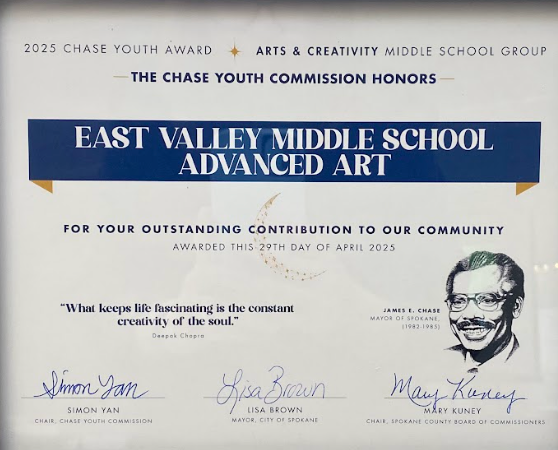 2025 CHASE YOUTH AWARD ARTS & CREATIVITY MIDDLE SCHOOL GROUP
THE CHASE YOUTH COMMISSION HONORS
EAST VALLEY MIDDLE SCHOOL
ADVANCED ART
FOR YOUR OUTSTANDING CONTRIBUTION TO OUR COMMUNITY
AWARDED THIS 29TH DAY OF APRIL 2025
"What keeps life fascinating is the constant
creativity of the soul."
Deepak Chopra
JAMES E. CHASE
MAYOR OF SPOKANE,
(1982-1985)
Simon Yan
SIMON YAN
CHAIR, CHASE YOUTH COMMISSION
Lisa Brown
LISA BROWN
MAYOR, CITY OF SPOKANE
Mary Kuney
MARY KUNEY
CHAIR, SPOKANE COUNTY BOARD OF COMMISSIONERS